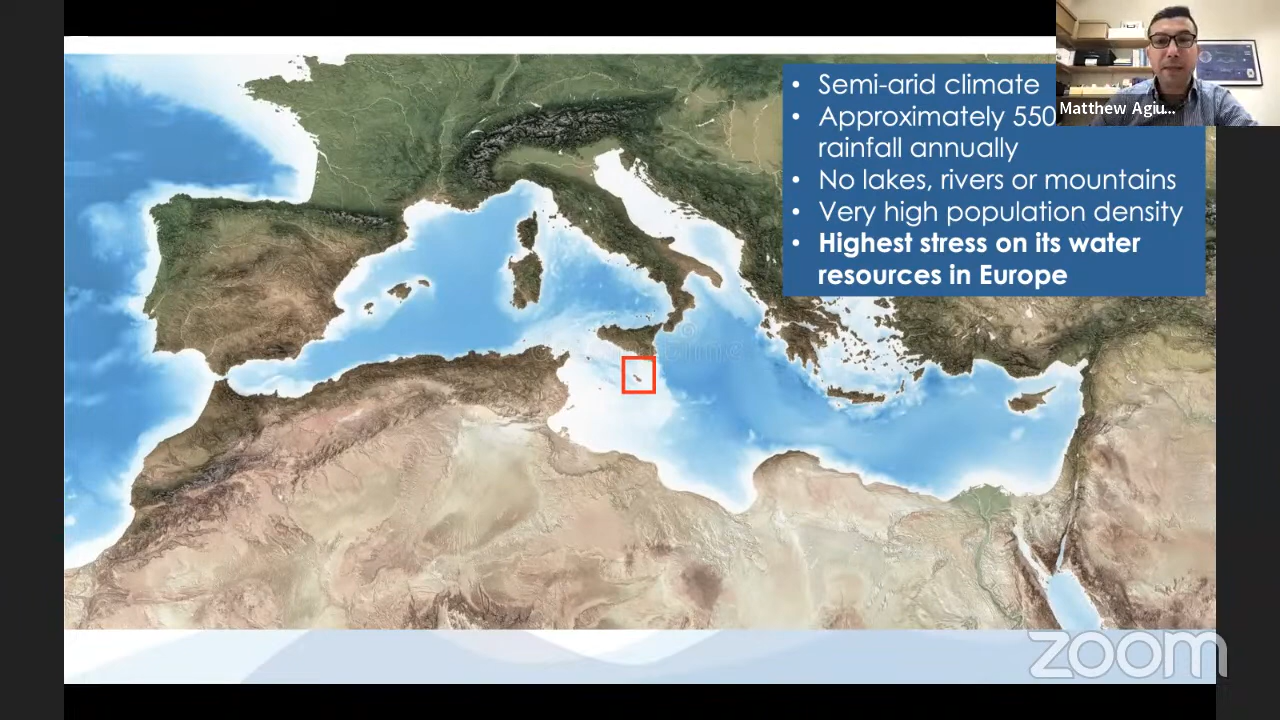 • Semi-arid climate
• Approximately 550
rainfall annually
• No lakes, rivers or mountains
• Very high population density
• Highest stress on its water
resources in Europe
Matthew Agiu...
zoom